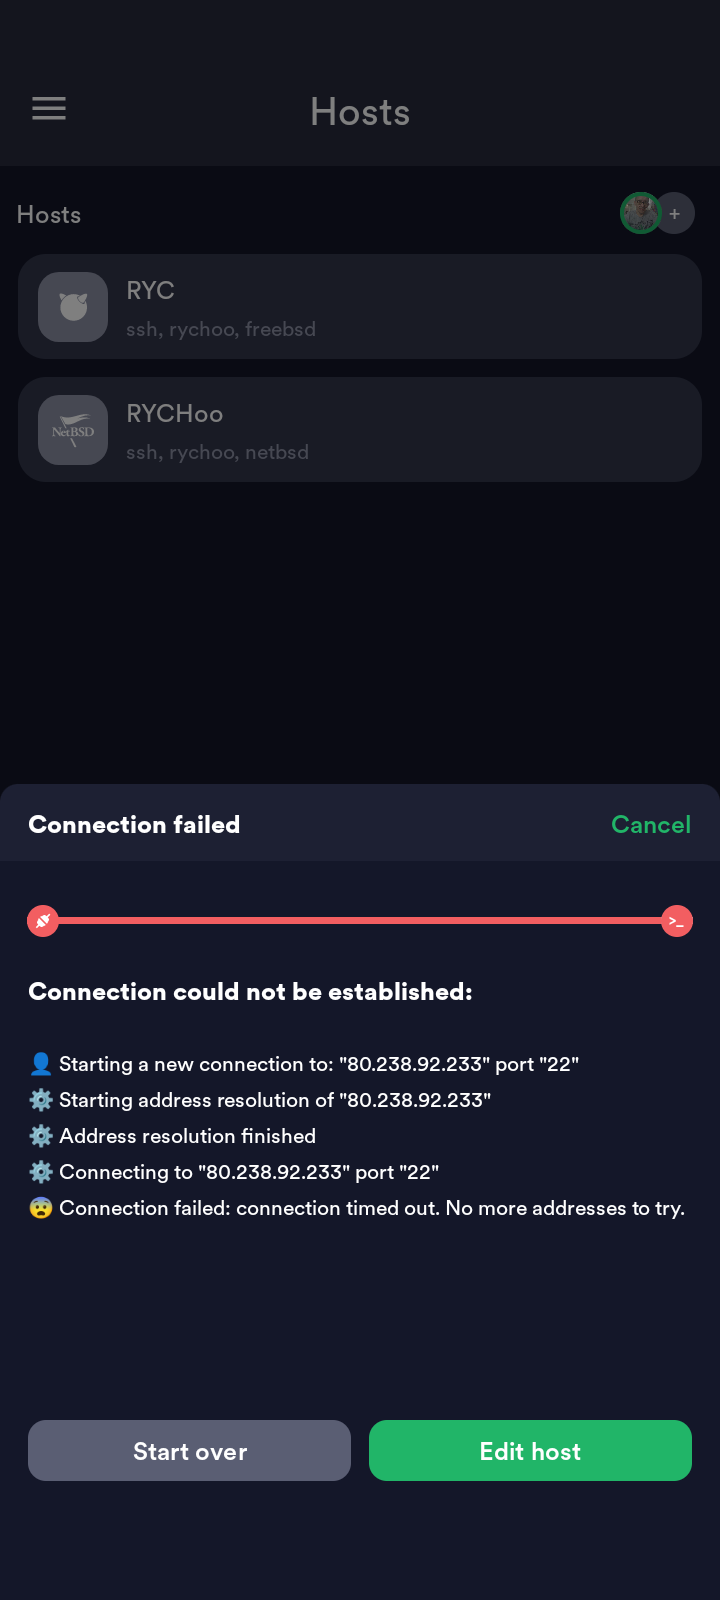 Hosts
Hosts
+
RYC
ssh, rychoo, freebsd
NetBSD
RYCHoo
ssh, rychoo, netbsd
Connection failed
Cancel
>_
Connection could not be established:
👤 Starting a new connection to: "80.238.92.233" port "22"
⚙️ Starting address resolution of "80.238.92.233"
⚙️ Address resolution finished
⚙️ Connecting to "80.238.92.233" port "22"
😨 Connection failed: connection timed out. No more addresses to try.
Start over
Edit host